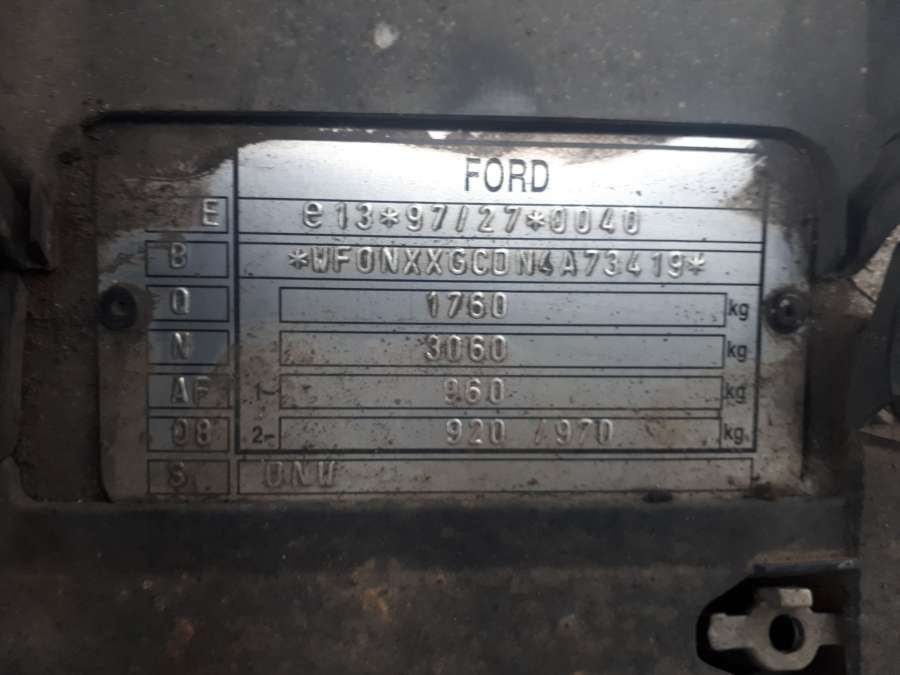 FORD
E e13*97/27*0040
B *WF0NXXGCDN4A73419*
Q 1760 kg
N 3060 kg
AF 1- 960 kg
08 2- 920 /970 kg
S ONW